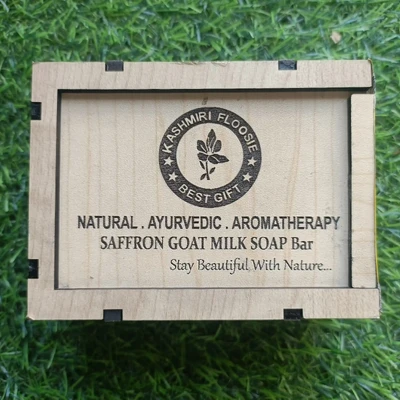 KASHMIRI FLOOSIE
BEST GIFT
NATURAL . AYURVEDIC . AROMATHERAPY
SAFFRON GOAT MILK SOAP Bar
Stay Beautiful With Nature...